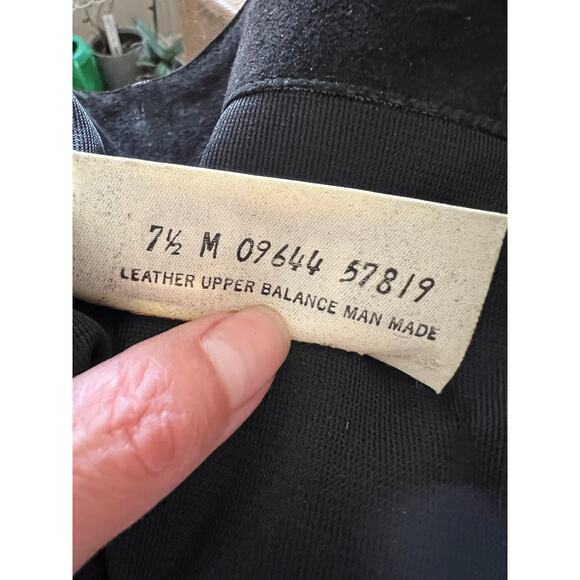 7½ M 09644 57819
LEATHER UPPER BALANCE MAN MADE